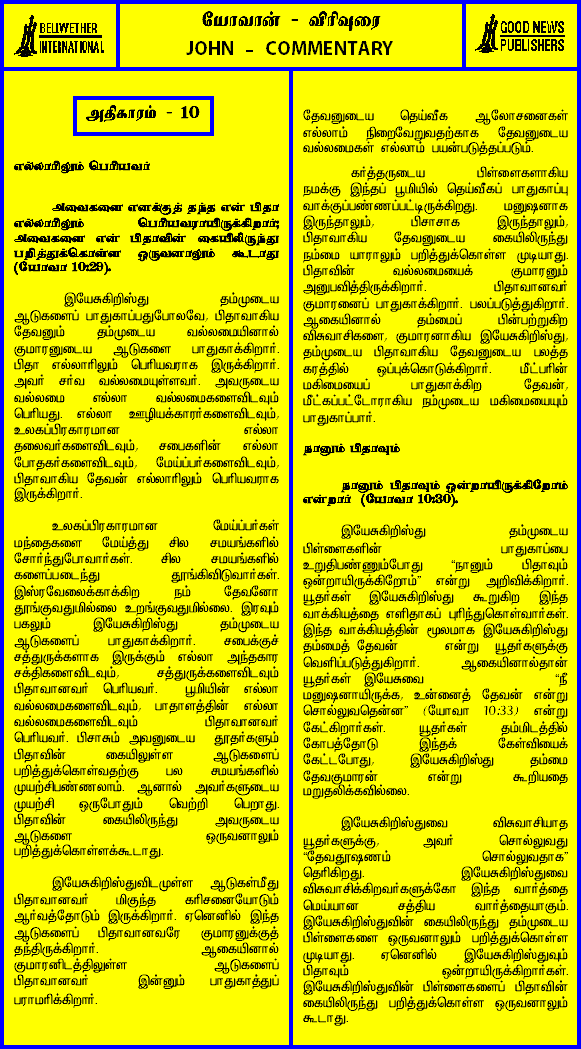 BELWETHER
INTERNATIONAL
யோவான் - விரிவுரை
JOHN - COMMENTARY
GOOD NEWS
PUBLISHERS
அதிகாரம் - 10
எல்லாரிலும் பெரியவர்
அவைகளை எனக்குத் தந்த என் பிதா
எல்லாரிலும் பெரியவராயிருக்கிறார்;
அவைகளை என் பிதாவின் கையிலிருந்து
பறித்துக்கொள்ள ஒருவனாலும் கூடாது
(யோவா 10:29).
இயேசுகிறிஸ்து தம்முடைய
ஆடுகளைப் பாதுகாப்பதுபோலவே, பிதாவாகிய
தேவனும் தம்முடைய வல்லமையினால்
குமாரனுடைய ஆடுகளை பாதுகாக்கிறார்.
பிதா எல்லாரிலும் பெரியவராக இருக்கிறார்.
அவர் சர்வ வல்லமையுள்ளவர். அவருடைய
வல்லமை எல்லா வல்லமைகளைவிடவும்
பெரியது. எல்லா ஊழியக்காரர்களைவிடவும்,
உலகப்பிரகாரமான எல்லா
தலைவர்களைவிடவும், சபைகளின் எல்லா
போதகர்களைவிடவும், மேய்ப்பர்களைவிடவும்,
பிதாவாகிய தேவன் எல்லாரிலும் பெரியவராக
இருக்கிறார்.
உலகப்பிரகாரமான மேய்ப்பர்கள்
மந்தைகளை மேய்த்து சில சமயங்களில்
சோர்ந்துபோவார்கள். சில சமயங்களில்
களைப்படைந்து தூங்கிவிடுவார்கள்.
இஸ்ரவேலைக்காக்கிற நம் தேவனோ
தூங்குவதுமில்லை உறங்குவதுமில்லை. இரவும்
பகலும் இயேசுகிறிஸ்து தம்முடைய
ஆடுகளைப் பாதுகாக்கிறார். சபைக்குச்
சத்துருக்களாக இருக்கும் எல்லா அந்தகார
சக்திகளைவிடவும், சத்துருக்களைவிடவும்
பிதாவானவர் பெரியவர். பூமியின் எல்லா
வல்லமைகளைவிடவும், பாதாளத்தின் எல்லா
வல்லமைகளைவிடவும் பிதாவானவர்
பெரியவர். பிசாசும் அவனுடைய தூதர்களும்
பிதாவின் கையிலுள்ள ஆடுகளைப்
பறித்துக்கொள்வதற்கு பல சமயங்களில்
முயற்சிபண்ணலாம். ஆனால் அவர்களுடைய
முயற்சி ஒருபோதும் வெற்றி பெறாது.
பிதாவின் கையிலிருந்து அவருடைய
ஆடுகளை ஒருவனாலும்
பறித்துக்கொள்ளக்கூடாது.
இயேசுகிறிஸ்துவிடமுள்ள ஆடுகள்மீது
பிதாவானவர் மிகுந்த கரிசனையோடும்
ஆர்வத்தோடும் இருக்கிறார். ஏனெனில் இந்த
ஆடுகளைப் பிதாவானவரே குமாரனுக்குத்
தந்திருக்கிறார். ஆகையினால்
குமாரனிடத்திலுள்ள ஆடுகளைப்
பிதாவானவர் இன்னும் பாதுகாத்துப்
பராமரிக்கிறார்.
தேவனுடைய தெய்வீக ஆலோசனைகள்
எல்லாம் நிறைவேறுவதற்காக தேவனுடைய
வல்லமைகள் எல்லாம் பயன்படுத்தப்படும்.
கர்த்தருடைய பிள்ளைகளாகிய
நமக்கு இந்தப் பூமியில் தெய்வீகப் பாதுகாப்பு
வாக்குப்பண்ணப்பட்டிருக்கிறது. மனுஷனாக
இருந்தாலும், பிசாசாக இருந்தாலும்,
பிதாவாகிய தேவனுடைய கையிலிருந்து
நம்மை யாராலும் பறித்துக்கொள்ள முடியாது.
பிதாவின் வல்லமையைக் குமாரனும்
அனுபவித்திருக்கிறார். பிதாவானவர்
குமாரனைப் பாதுகாக்கிறார். பலப்படுத்துகிறார்.
ஆகையினால் தம்மைப் பின்பற்றுகிற
விசுவாசிகளை, குமாரனாகிய இயேசுகிறிஸ்து,
தம்முடைய பிதாவாகிய தேவனுடைய பலத்த
கரத்தில் ஒப்புக்கொடுக்கிறார். மீட்பரின்
மகிமையைப் பாதுகாக்கிற தேவன்,
மீட்கப்பட்டோராகிய நம்முடைய மகிமையையும்
பாதுகாப்பார்.
நானும் பிதாவும்
நானும் பிதாவும் ஒன்றாயிருக்கிறோம்
என்றார் (யோவா 10:30).
இயேசுகிறிஸ்து தம்முடைய
பிள்ளைகளின் பாதுகாப்பை
உறுதிபண்ணும்போது “நானும் பிதாவும்
ஒன்றாயிருக்கிறோம்” என்று அறிவிக்கிறார்.
யூதர்கள் இயேசுகிறிஸ்து கூறுகிற இந்த
வாக்கியத்தை எளிதாகப் புரிந்துகொள்வார்கள்.
இந்த வாக்கியத்தின் மூலமாக இயேசுகிறிஸ்து
தம்மைத் தேவன் என்று யூதர்களுக்கு
வெளிப்படுத்துகிறார். ஆகையினால்தான்
யூதர்கள் இயேசுவை “நீ
மனுஷனாயிருக்க, உன்னைத் தேவன் என்று
சொல்லுவதென்ன” (யோவா 10:33) என்று
கேட்கிறார்கள். யூதர்கள் தம்மிடத்தில்
கோபத்தோடு இந்தக் கேள்வியைக்
கேட்டபோது, இயேசுகிறிஸ்து தம்மை
தேவகுமாரன் என்று கூறியதை
மறுதலிக்கவில்லை.
இயேசுகிறிஸ்துவை விசுவாசியாத
யூதர்களுக்கு, அவர் சொல்லுவது
“தேவதூஷணம் சொல்லுவதாக”
தெரிகிறது. இயேசுகிறிஸ்துவை
விசுவாசிக்கிறவர்களுக்கோ இந்த வார்த்தை
மெய்யான சத்திய வார்த்தையாகும்.
இயேசுகிறிஸ்துவின் கையிலிருந்து தம்முடைய
பிள்ளைகளை ஒருவனாலும் பறித்துக்கொள்ள
முடியாது. ஏனெனில் இயேசுகிறிஸ்துவும்
பிதாவும் ஒன்றாயிருக்கிறார்கள்.
இயேசுகிறிஸ்துவின் பிள்ளைகளைப் பிதாவின்
கையிலிருந்து பறித்துக்கொள்ள ஒருவனாலும்
கூடாது.